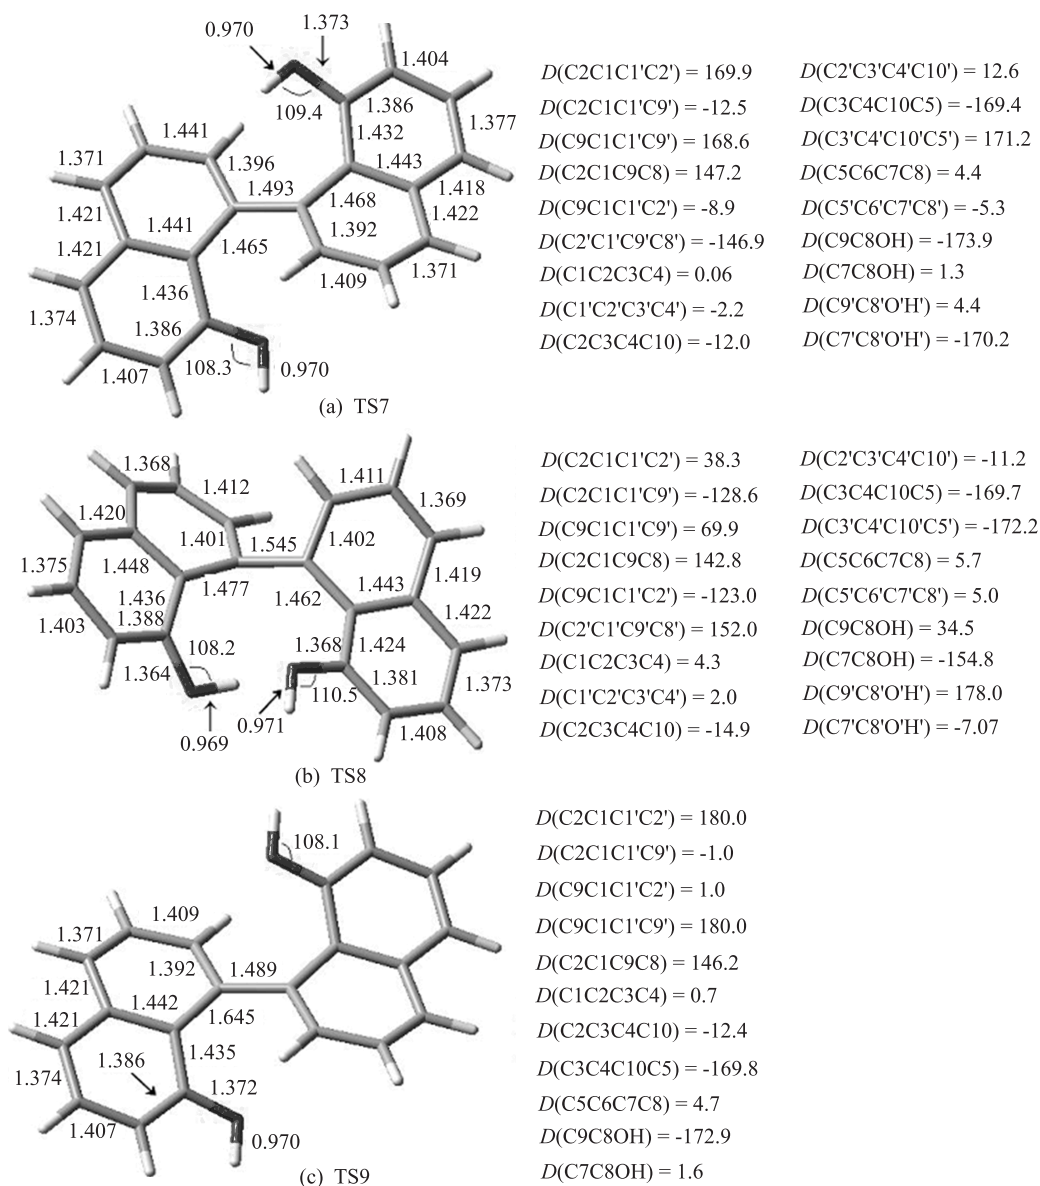 0.970
1.373
1.404
109.4
1.386
1.432
1.377
1.441
1.371
1.396
1.443
1.493
1.418
1.468
1.422
1.421
1.441
1.392
1.421
1.465
1.371
1.409
1.436
1.374
1.386
1.407
108.3
0.970
(a) TS7
D(C2C1C1'C2') = 169.9
D(C2C1C1'C9') = -12.5
D(C9C1C1'C9') = 168.6
D(C2C1C9C8) = 147.2
D(C9C1C1'C2') = -8.9
D(C2'C1'C9'C8') = -146.9
D(C1C2C3C4) = 0.06
D(C1'C2'C3'C4') = -2.2
D(C2C3C4C10) = -12.0
D(C2'C3'C4'C10') = 12.6
D(C3C4C10C5) = -169.4
D(C3'C4'C10'C5') = 171.2
D(C5C6C7C8) = 4.4
D(C5'C6'C7'C8') = -5.3
D(C9C8OH) = -173.9
D(C7C8OH) = 1.3
D(C9'C8'O'H') = 4.4
D(C7'C8'O'H') = -170.2
1.368
1.411
1.412
1.369
1.420
1.401
1.545
1.402
1.375
1.448
1.443
1.419
1.477
1.436
1.462
1.422
1.403
1.388
1.424
108.2
1.368
1.364
1.381
1.373
110.5
0.971
0.969
1.408
(b) TS8
D(C2C1C1'C2') = 38.3
D(C2C1C1'C9') = -128.6
D(C9C1C1'C9') = 69.9
D(C2C1C9C8) = 142.8
D(C9C1C1'C2') = -123.0
D(C2'C1'C9'C8') = 152.0
D(C1C2C3C4) = 4.3
D(C1'C2'C3'C4') = 2.0
D(C2C3C4C10) = -14.9
D(C2'C3'C4'C10') = -11.2
D(C3C4C10C5) = -169.7
D(C3'C4'C10'C5') = -172.2
D(C5C6C7C8) = 5.7
D(C5'C6'C7'C8') = 5.0
D(C9C8OH) = 34.5
D(C7C8OH) = -154.8
D(C9'C8'O'H') = 178.0
D(C7'C8'O'H') = -7.07
108.1
1.409
1.371
1.392
1.489
1.421
1.442
1.421
1.645
1.435
1.386
1.374
1.372
1.407
0.970
(c) TS9
D(C2C1C1'C2') = 180.0
D(C2C1C1'C9') = -1.0
D(C9C1C1'C2') = 1.0
D(C9C1C1'C9') = 180.0
D(C2C1C9C8) = 146.2
D(C1C2C3C4) = 0.7
D(C2C3C4C10) = -12.4
D(C3C4C10C5) = -169.8
D(C5C6C7C8) = 4.7
D(C9C8OH) = -172.9
D(C7C8OH) = 1.6